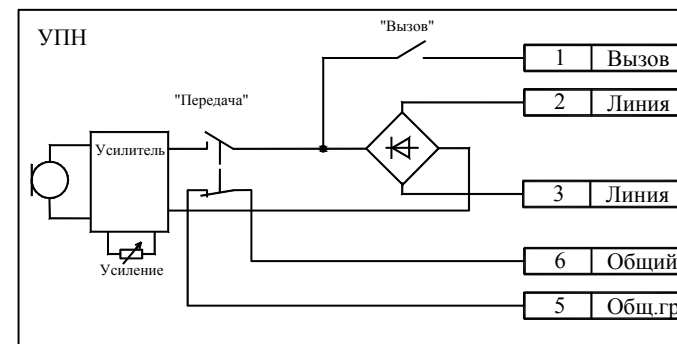 УПН
"Вызов"
1 Вызов
2 Линия
"Передача"
Усилитель
3 Линия
Усиление
6 Общий
5 Общ.гр